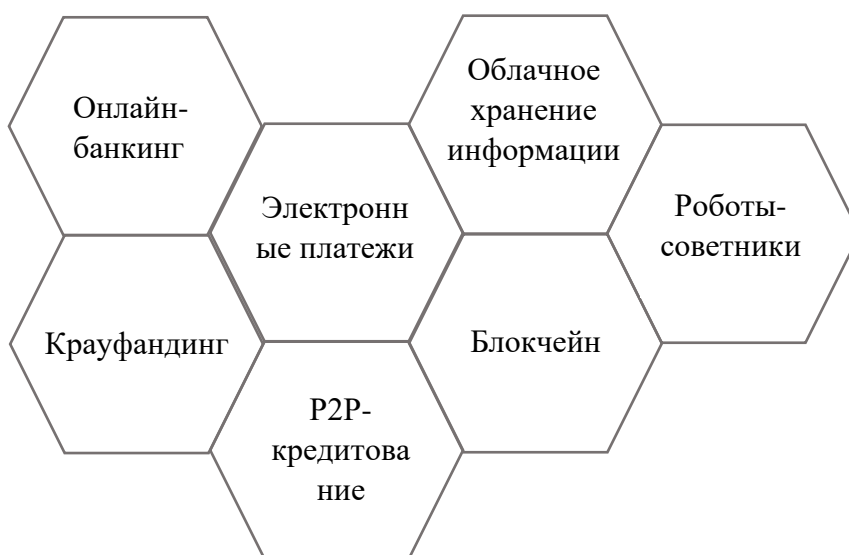 Онлайн-
банкинг
Облачное
хранение
информации
Электронн
ые платежи
Роботы-
советники
Крауфандинг
Блокчейн
P2P-
кредитова
ние